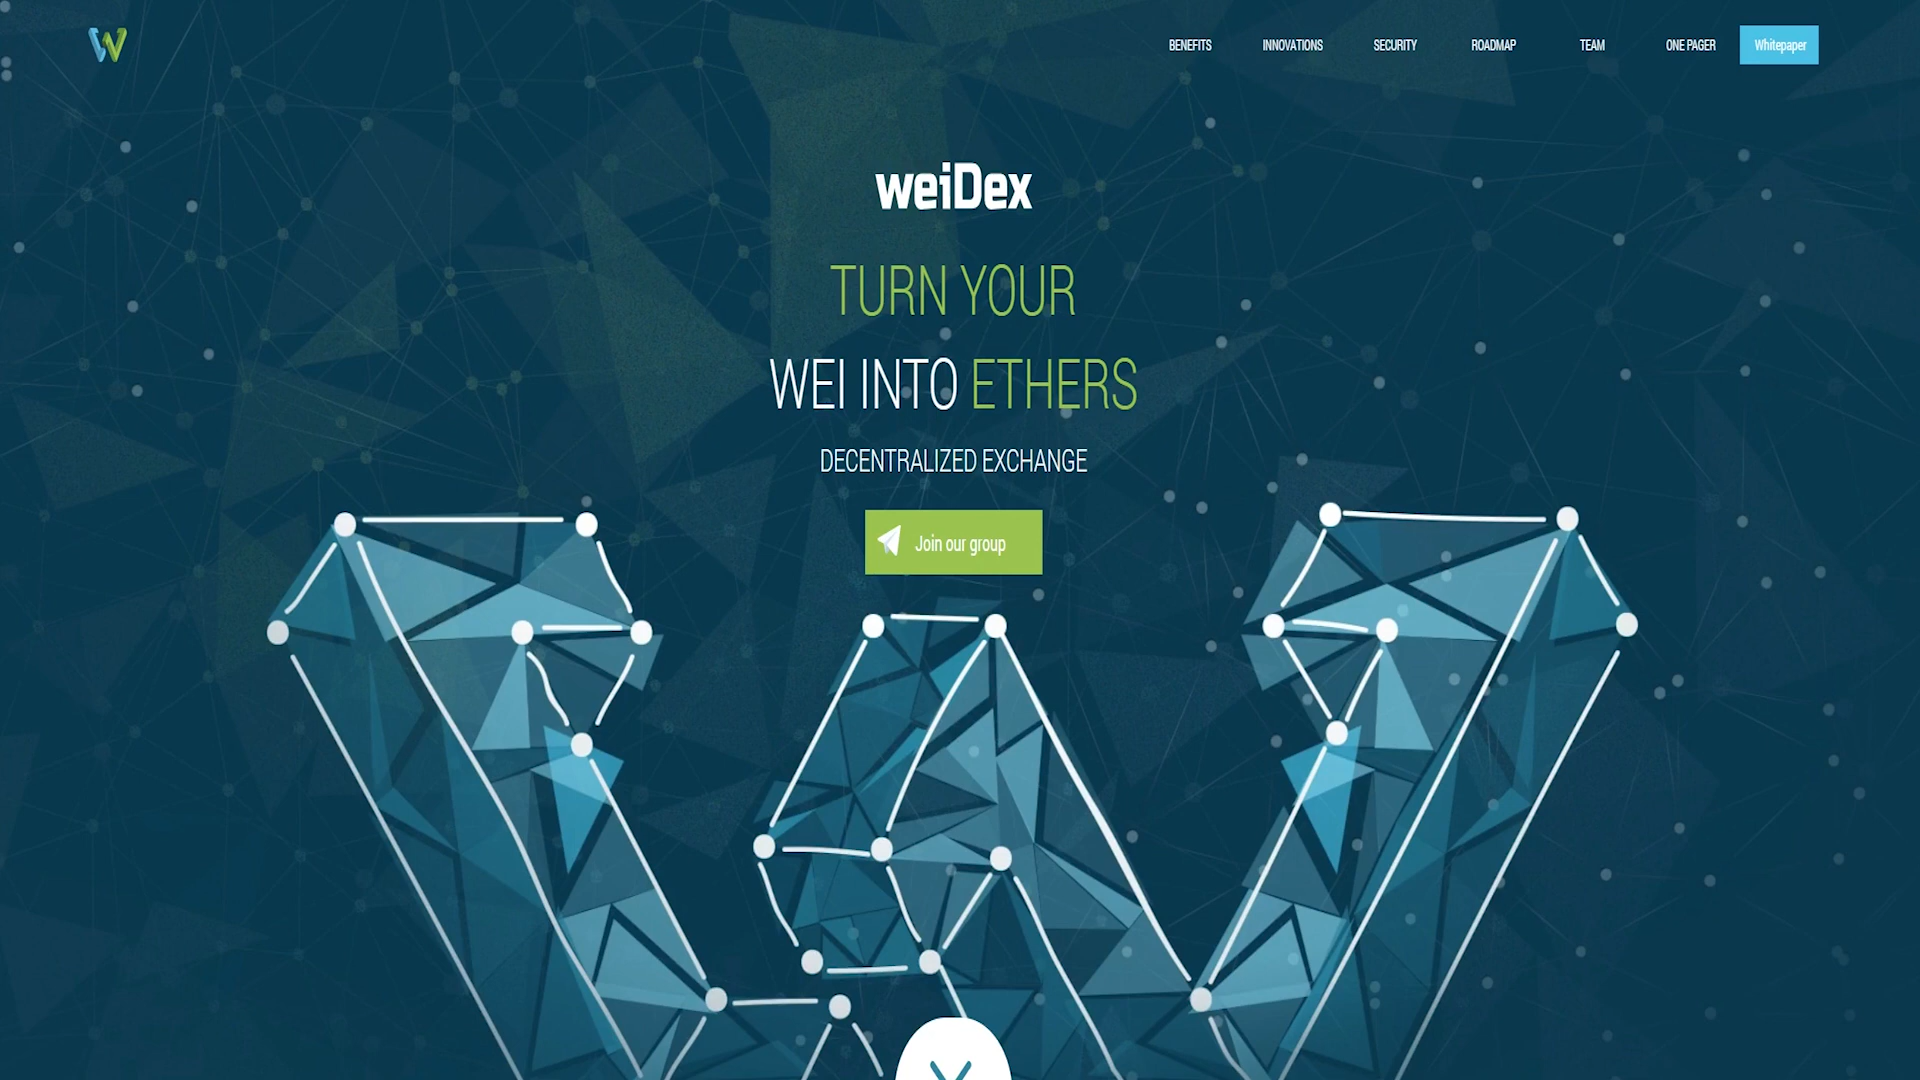 W
BENEFITS INNOVATIONS SECURITY ROADMAP TEAM ONE PAGER Whitepaper
weiDex
TURN YOUR
WEI INTO ETHERS
DECENTRALIZED EXCHANGE
Join our group